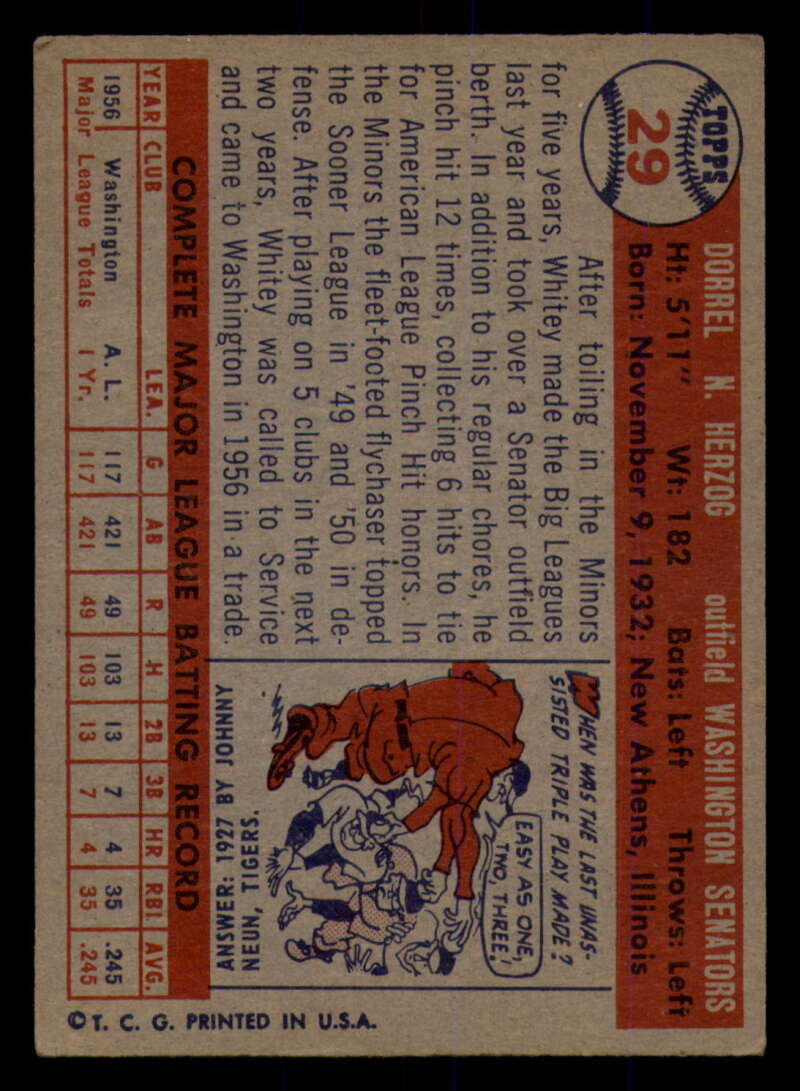 TOPPS
29
DORREL N. HERZOG outfield WASHINGTON SENATORS
Ht: 5'11" Wt: 182 Bats: Left Throws: Left
Born: November 9, 1932; New Athens, Illinois
After toiling in the Minors
for five years, Whitey made the Big Leagues
last year and took over a Senator outfield
berth. In addition to his regular chores, he
pinch hit 12 times, collecting 6 hits to tie
for American League Pinch Hit honors. In
the Minors the fleet-footed flychaser topped
the Sooner League in '49 and '50 in de-
fense. After playing on 5 clubs in the next
two years, Whitey was called to Service
and came to Washington in 1956 in a trade.
WHEN WAS THE LAST UNAS-
SISTED TRIPLE PLAY MADE?
EASY AS ONE,
TWO, THREE!
ANSWER: 1927 BY JOHNNY
NEUN, TIGERS.
COMPLETE MAJOR LEAGUE BATTING RECORD
YEAR CLUB LEA. G AB R H 2B 3B HR RBI. AVG.
1956 Washington A. L. 117 421 49 103 13 7 4 35 .245
Major League Totals 1 Yr. 117 421 49 103 13 7 4 35 .245
© T. C. G. PRINTED IN U.S.A.